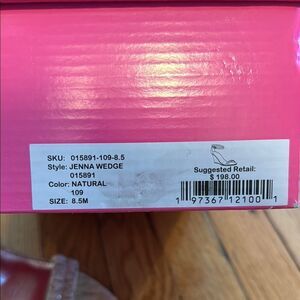 SKU: 015891-109-8.5
Style: JENNA WEDGE
015891
Color: NATURAL
109
SIZE: 8.5M
Suggested Retail:
$ 198.00
1 97367 12100 1